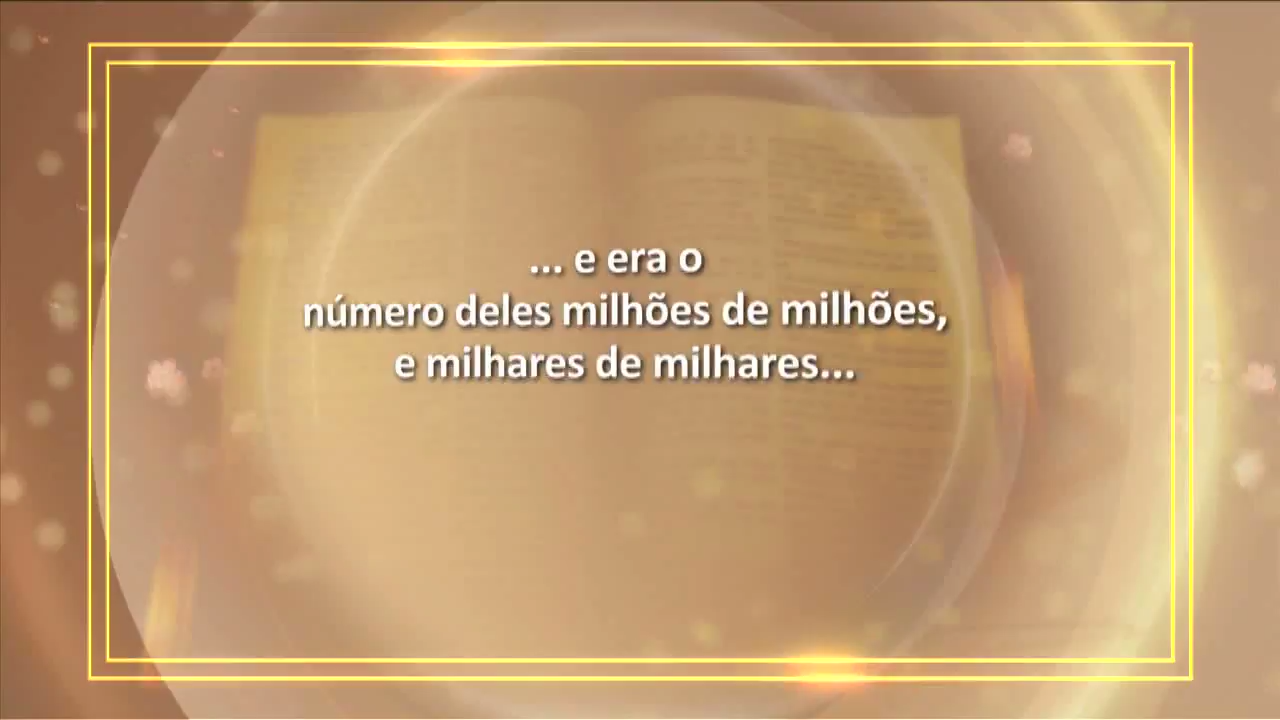 ... e era o
número deles milhões de milhões,
e milhares de milhares...